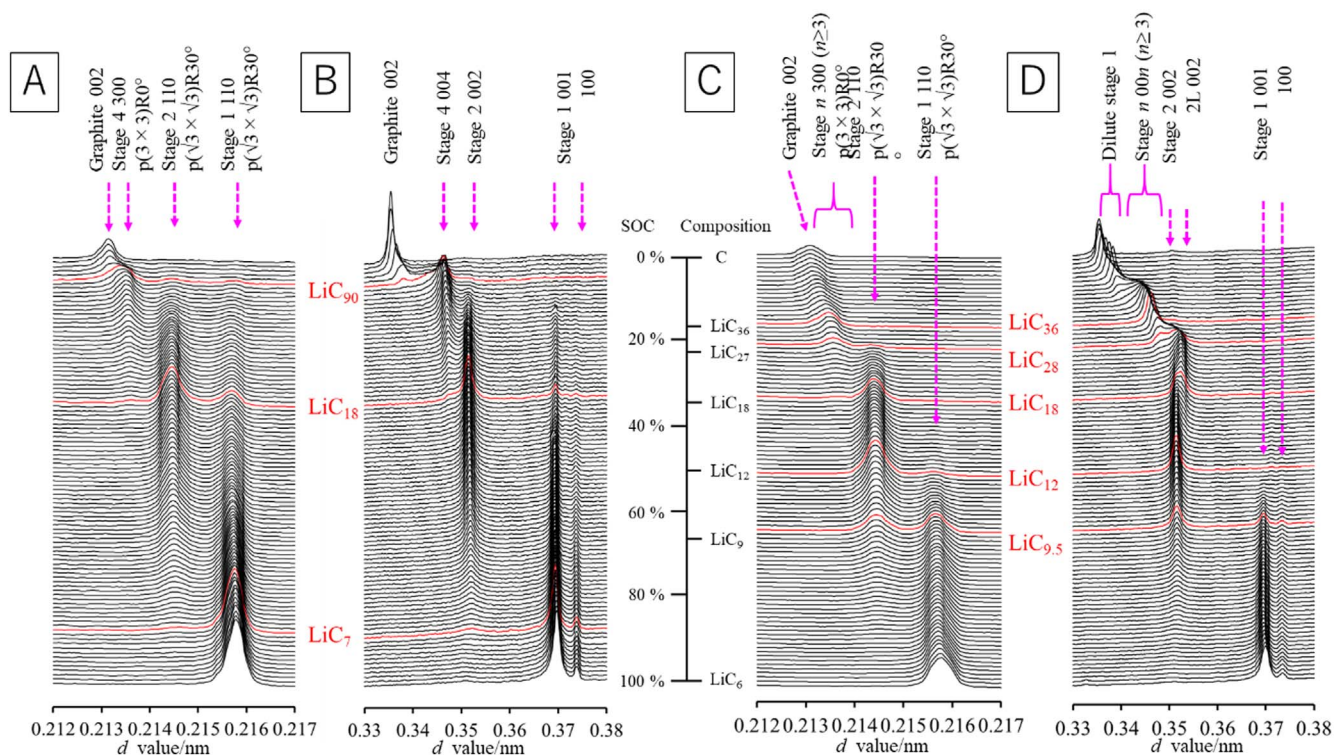 A
Graphite 002
Stage 4 300
p(3 × 3)R0°
Stage 2 110
p(√3 × √3)R30°
Stage 1 110
p(√3 × √3)R30°
B
Graphite 002
Stage 4 004
Stage 2 002
Stage 1 001
100
C
Graphite 002
Stage n 300 (n≥3)
p(3 × 3)R0°
Stage 2 110
p(√3 × √3)R30
°
Stage 1 110
p(√3 × √3)R30°
D
Dilute stage 1
Stage n 00n (n≥3)
Stage 2 002
2L 002
Stage 1 001
100
LiC90
LiC18
LiC7
SOC
Composition
0 %
C
LiC36
20 %
LiC27
LiC18
40 %
LiC12
60 %
LiC9
80 %
100 %
LiC6
LiC36
LiC28
LiC18
LiC12
LiC9.5
0.212 0.213 0.214 0.215 0.216 0.217
d value/nm
0.33 0.34 0.35 0.36 0.37 0.38
d value/nm
0.212 0.213 0.214 0.215 0.216 0.217
d value/nm
0.33 0.34 0.35 0.36 0.37 0.38
d value/nm